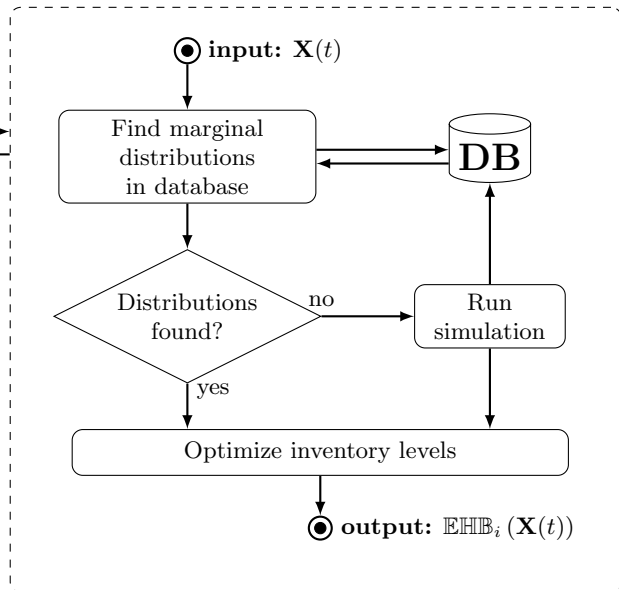 input: X(t)
Find marginal
distributions
in database
DB
Distributions
found?
no
Run
simulation
yes
Optimize inventory levels
output: 𝔼ℍ𝔹ᵢ (X(t))